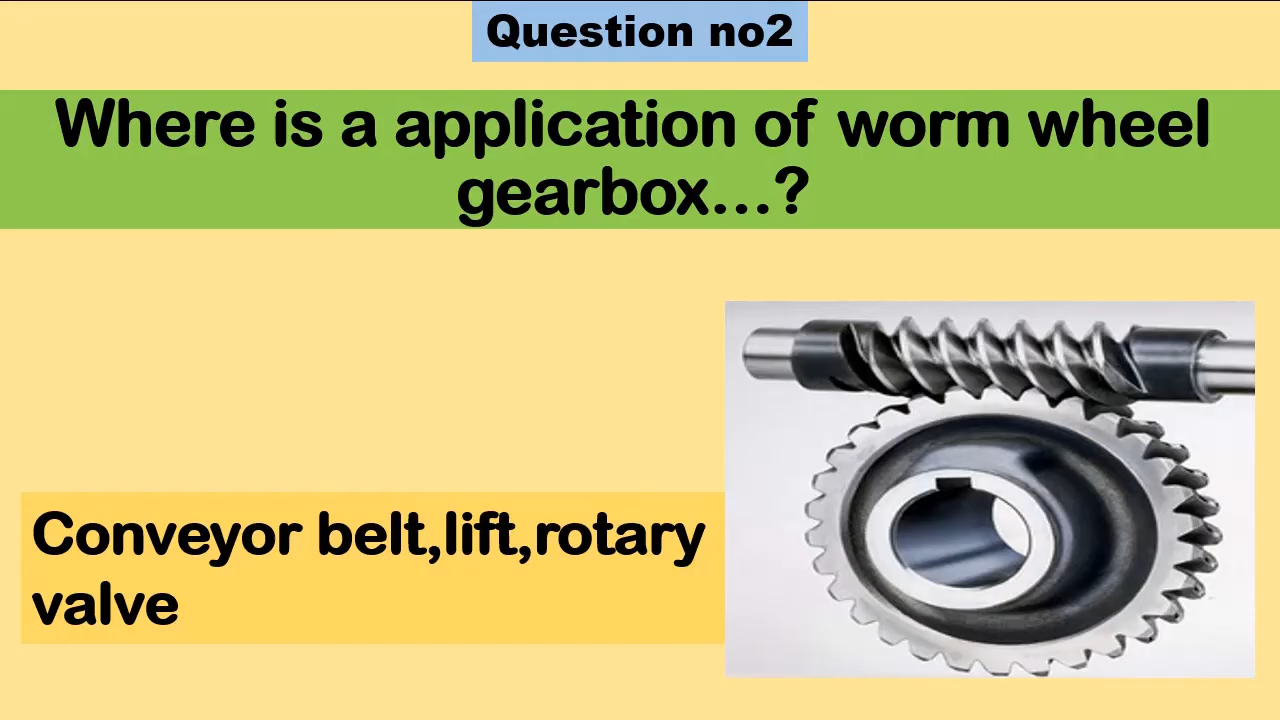 Question no2
Where is a application of worm wheel
gearbox...?
Conveyor belt,lift,rotary
valve